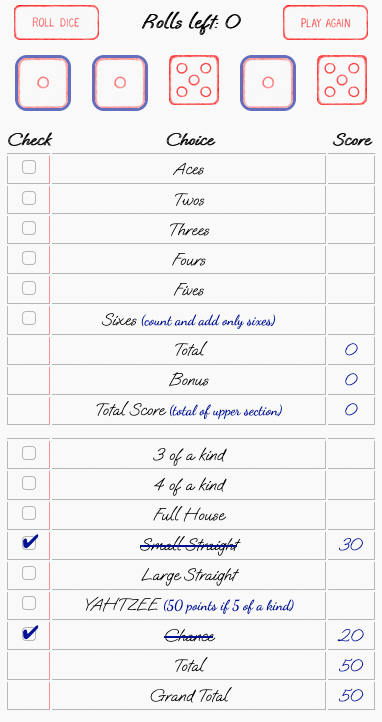 ROLL DICE Rolls left: 0 PLAY AGAIN
Check Choice Score
Aces
Twos
Threes
Fours
Fives
Sixes (count and add only sixes)
Total 0
Bonus 0
Total Score (total of upper section) 0
3 of a kind
4 of a kind
Full House
Small Straight 30
Large Straight
YAHTZEE (50 points if 5 of a kind)
Chance 20
Total 50
Grand Total 50